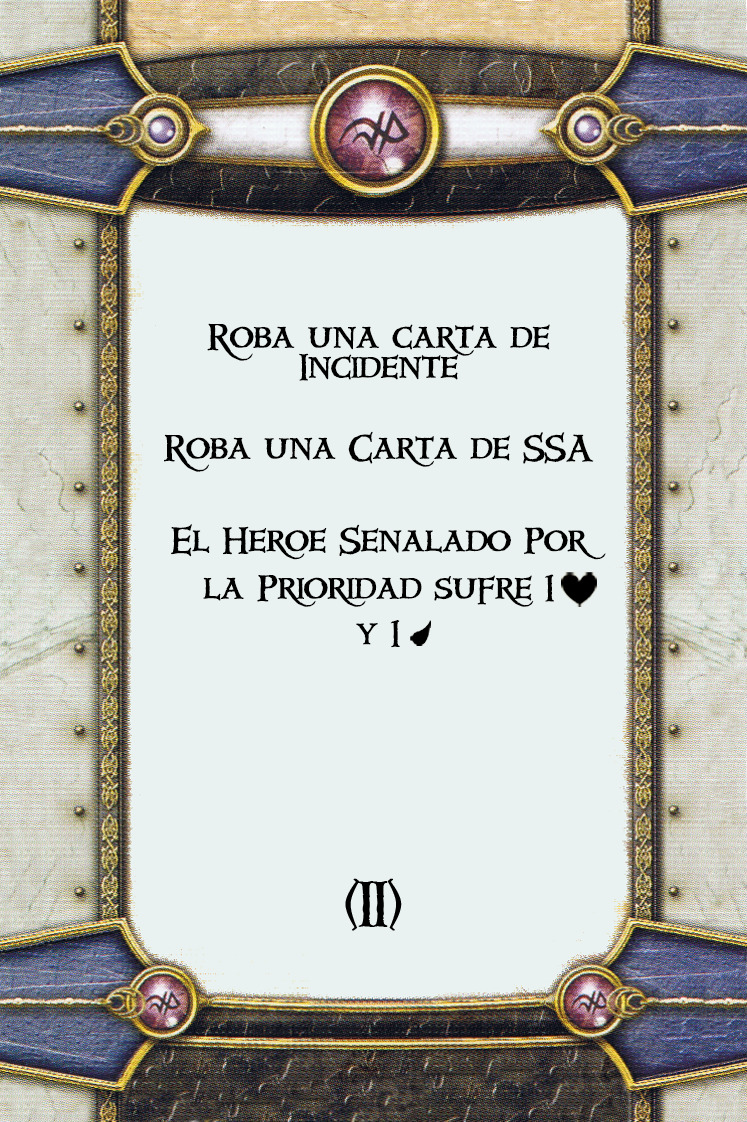 Roba una carta de
Incidente
Roba una Carta de SSA
El Heroe Senalado Por
la Prioridad sufre 1
y 1
(II)